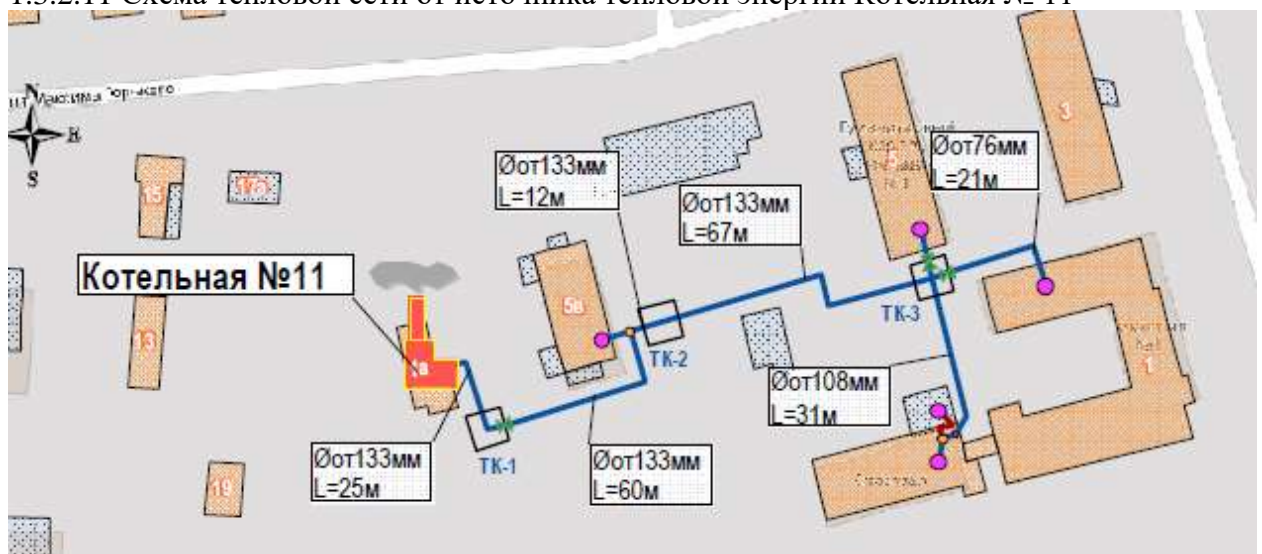 1.3.2.11 Схема тепловой сети от источника тепловой энергии Котельная № 11
N
E
S
15
17а
3
5
Øот133мм
L=12м
Øот76мм
L=21м
Øот133мм
L=67м
Котельная №11
5в
13
ТК-3
ТК-2
1
Øот108мм
L=31м
Øот133мм
L=25м
ТК-1
Øот133мм
L=60м
19